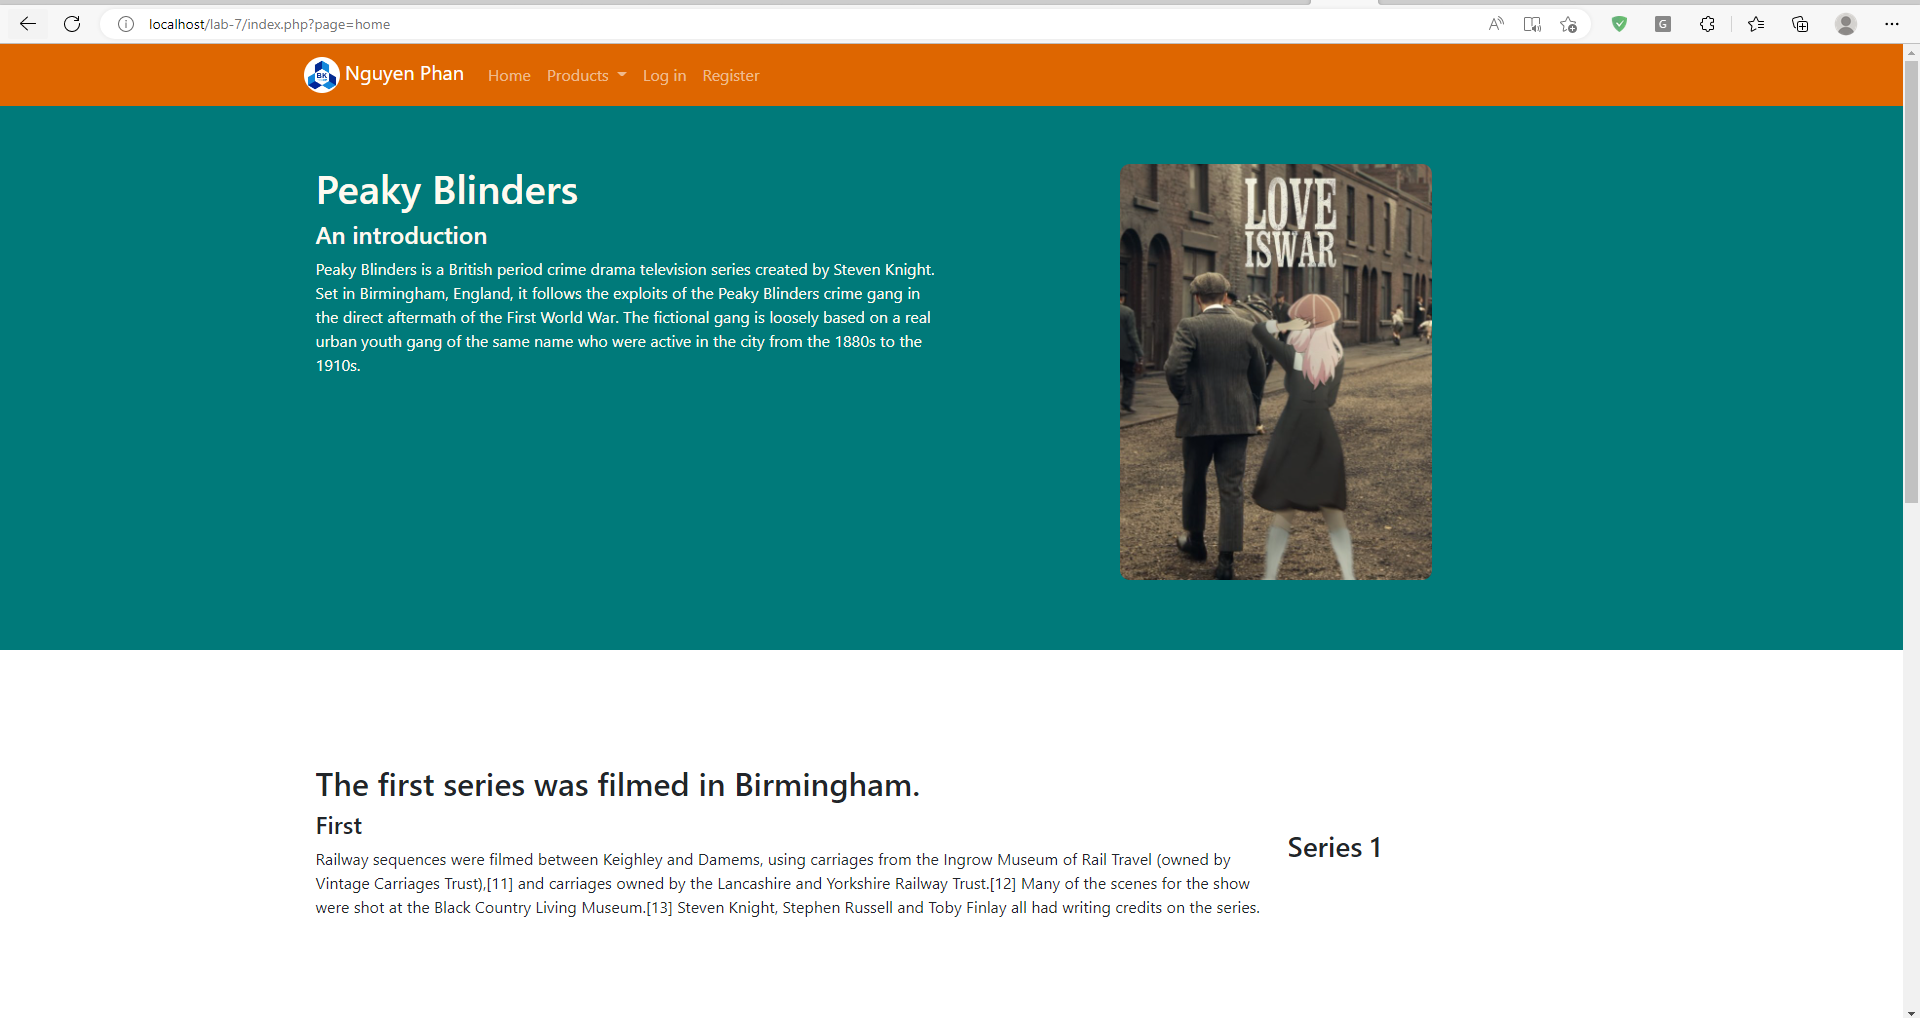 localhost/lab-7/index.php?page=home
BK
Nguyen Phan
Home
Products
Log in
Register
Peaky Blinders
An introduction
Peaky Blinders is a British period crime drama television series created by Steven Knight.
Set in Birmingham, England, it follows the exploits of the Peaky Blinders crime gang in
the direct aftermath of the First World War. The fictional gang is loosely based on a real
urban youth gang of the same name who were active in the city from the 1880s to the
1910s.
LOVE
ISWAR
The first series was filmed in Birmingham.
First
Railway sequences were filmed between Keighley and Damems, using carriages from the Ingrow Museum of Rail Travel (owned by
Vintage Carriages Trust),[11] and carriages owned by the Lancashire and Yorkshire Railway Trust.[12] Many of the scenes for the show
were shot at the Black Country Living Museum.[13] Steven Knight, Stephen Russell and Toby Finlay all had writing credits on the series.
Series 1